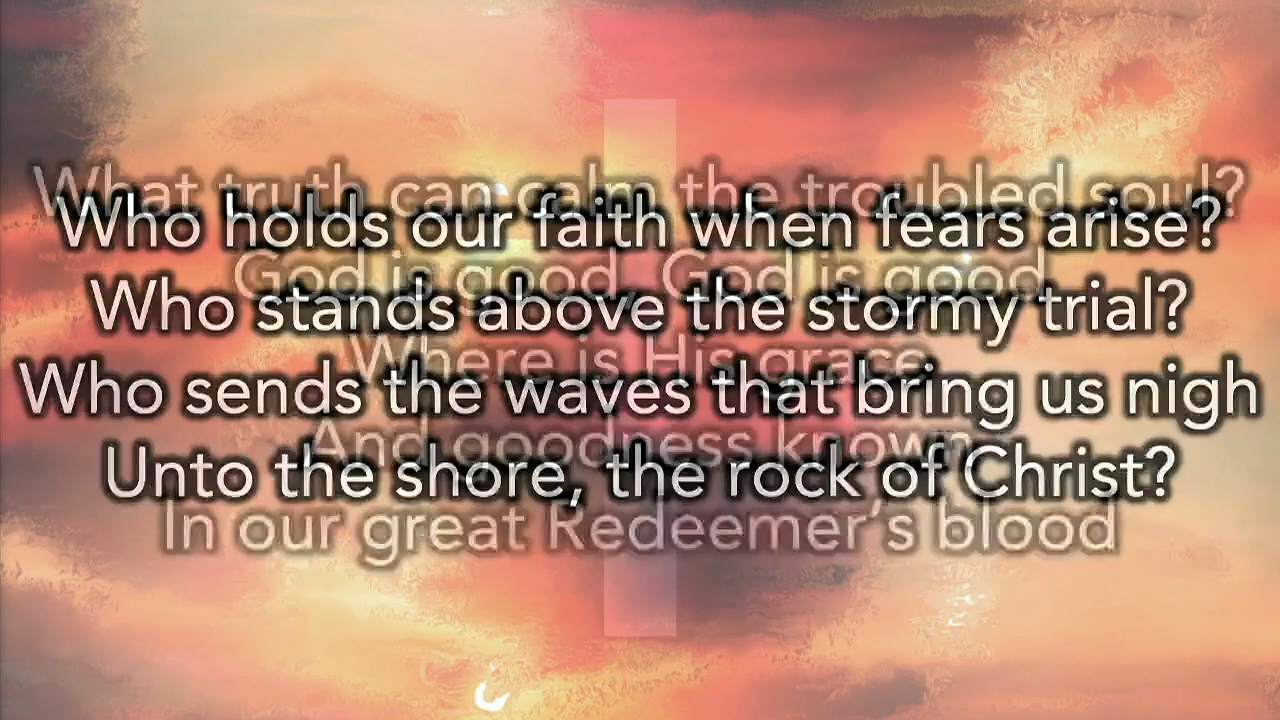 What truth can calm the troubled soul?
Who holds our faith when fears arise?
God is good, God is good
Who stands above the stormy trial?
Where is His grace
Who sends the waves that bring us nigh
And goodness known
Unto the shore, the rock of Christ?
In our great Redeemer's blood